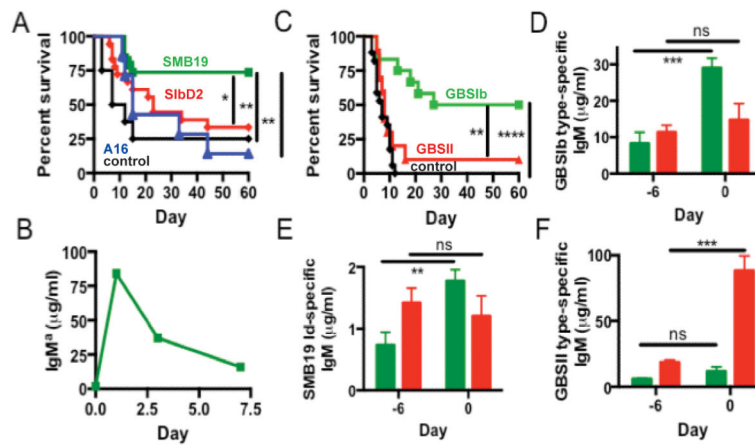 A
Percent survival
100
75
50
25
0
SMB19
SIbD2
A16
control
*
**
**
0 10 20 30 40 50 60
Day
C
Percent survival
100
75
50
25
0
GBSIb
GBSII
control
**
****
0 10 20 30 40 50 60
Day
D
GBSIb type-specific
IgM (µg/ml)
30
20
10
0
ns
***
-6 0
Day
B
IgMª (µg/ml)
100
75
50
25
0
0.0 2.5 5.0 7.5
Day
E
SMB19 Id-specific
IgM (µg/ml)
2
1
0
ns
**
-6 0
Day
F
GBSII type-specific
IgM (µg/ml)
100
50
0
***
ns
-6 0
Day